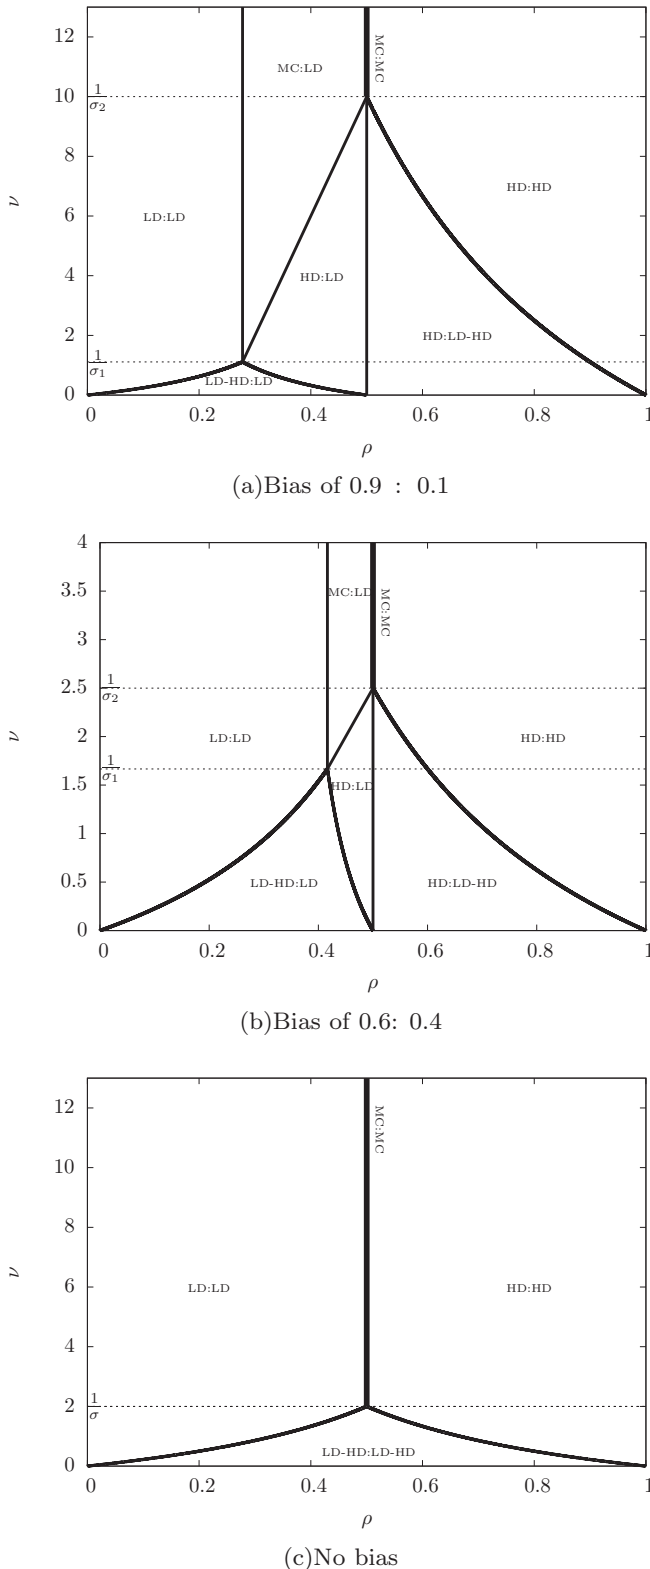 12
10
8
6
4
2
0
1
σ₂
1
σ₁
ν
MC:LD
MC:MC
LD:LD
HD:HD
HD:LD
HD:LD-HD
LD-HD:LD
0 0.2 0.4 0.6 0.8 1
ρ
(a)Bias of 0.9 : 0.1
4
3.5
3
2.5
2
1.5
1
0.5
0
1
σ₂
1
σ₁
ν
MC:LD
MC:MC
LD:LD
HD:HD
HD:LD
LD-HD:LD
HD:LD-HD
0 0.2 0.4 0.6 0.8 1
ρ
(b)Bias of 0.6: 0.4
12
10
8
6
4
2
0
1
σ
ν
MC:MC
LD:LD
HD:HD
LD-HD:LD-HD
0 0.2 0.4 0.6 0.8 1
ρ
(c)No bias